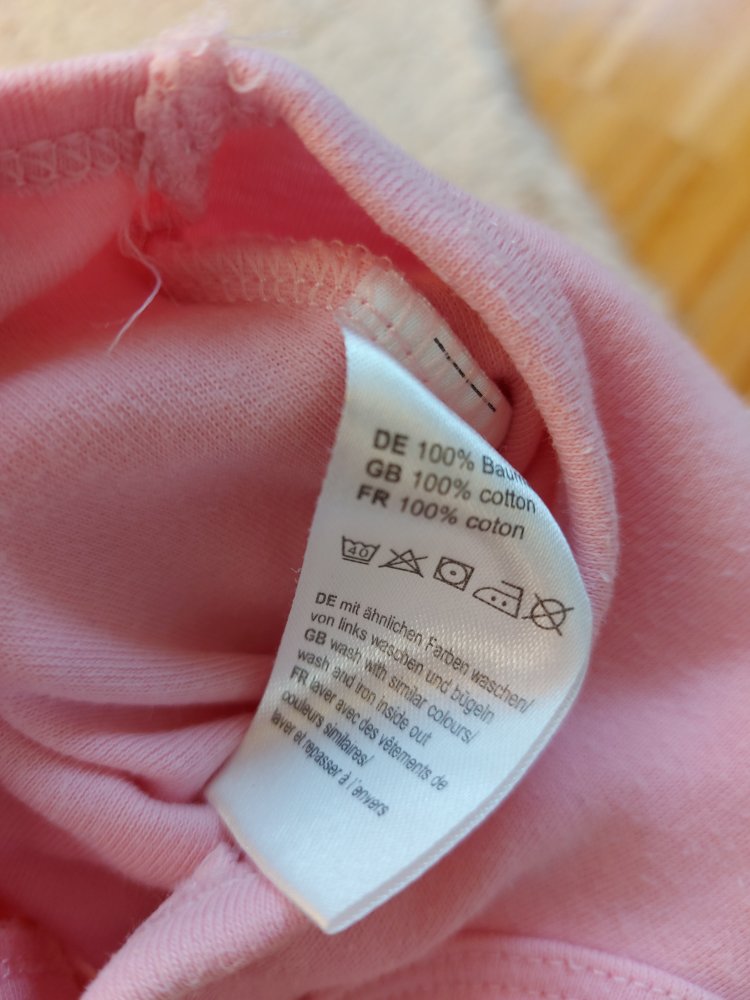 DE 100%
GB 100% cotton
FR 100% coton
40
DE mit ähnlichen Farben waschen/
von links waschen und bügeln
GB wash with similar colours/
wash and iron inside out
FR laver avec des vêtements de
couleurs similaires/
laver et repasser à l'envers